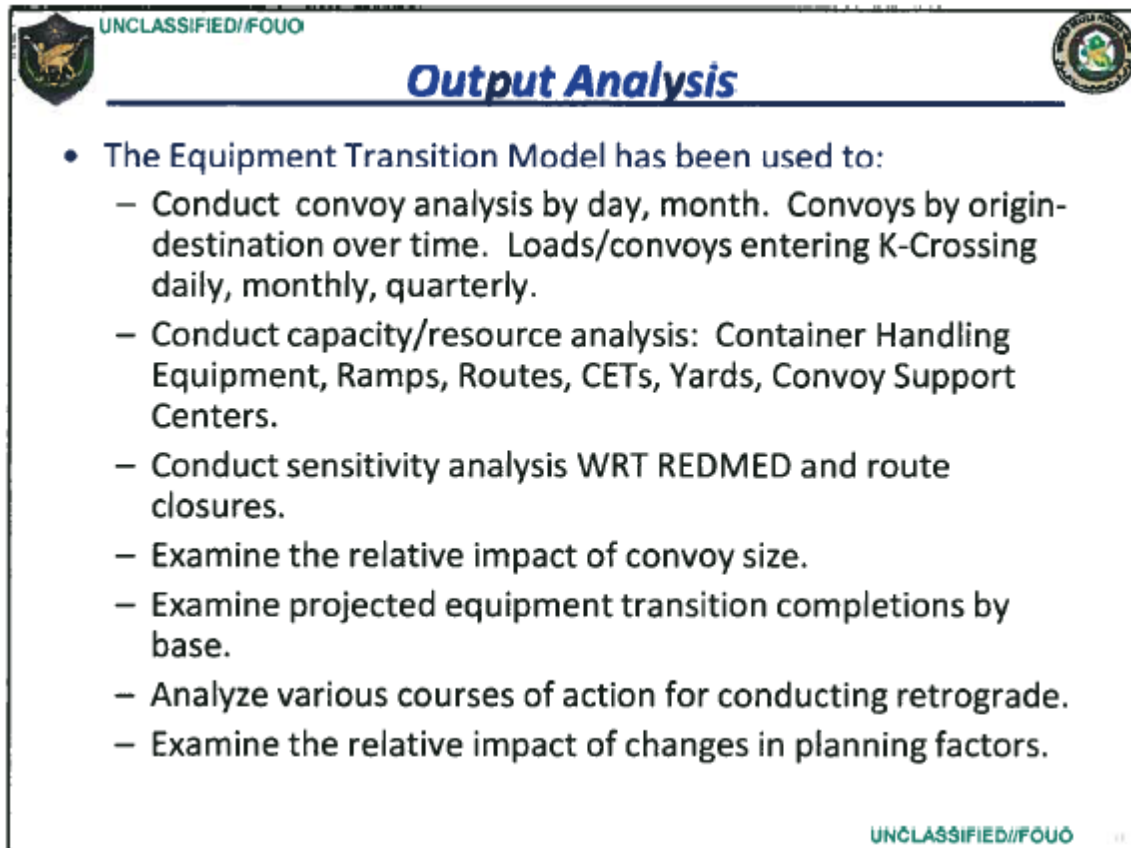 UNCLASSIFIED//FOUO
Output Analysis
• The Equipment Transition Model has been used to:
– Conduct convoy analysis by day, month. Convoys by origin-
destination over time. Loads/convoys entering K-Crossing
daily, monthly, quarterly.
– Conduct capacity/resource analysis: Container Handling
Equipment, Ramps, Routes, CETs, Yards, Convoy Support
Centers.
– Conduct sensitivity analysis WRT REDMED and route
closures.
– Examine the relative impact of convoy size.
– Examine projected equipment transition completions by
base.
– Analyze various courses of action for conducting retrograde.
– Examine the relative impact of changes in planning factors.
UNCLASSIFIED//FOUO